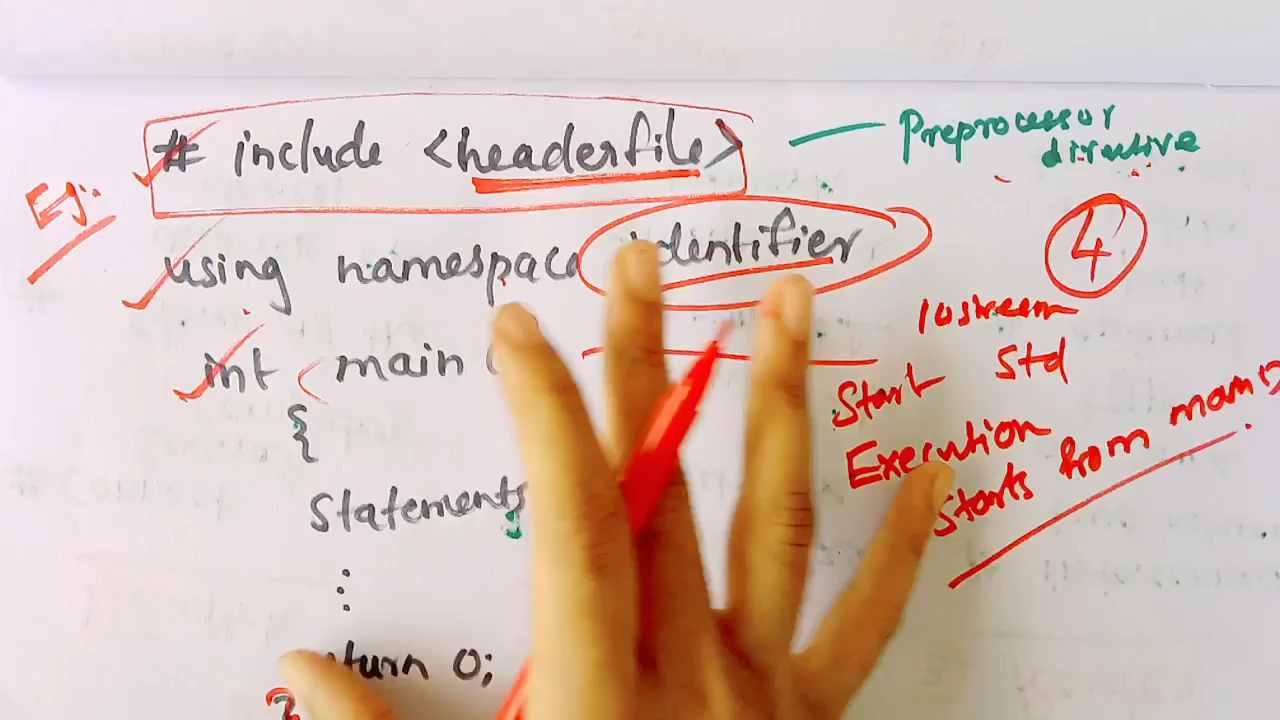 # include <headerfile>
Preprocessor
directive
Eg:
using namespace identifier
4
int main (
iostream
std
Start
Execution
starts from main
{
Statements
:
return 0;
}